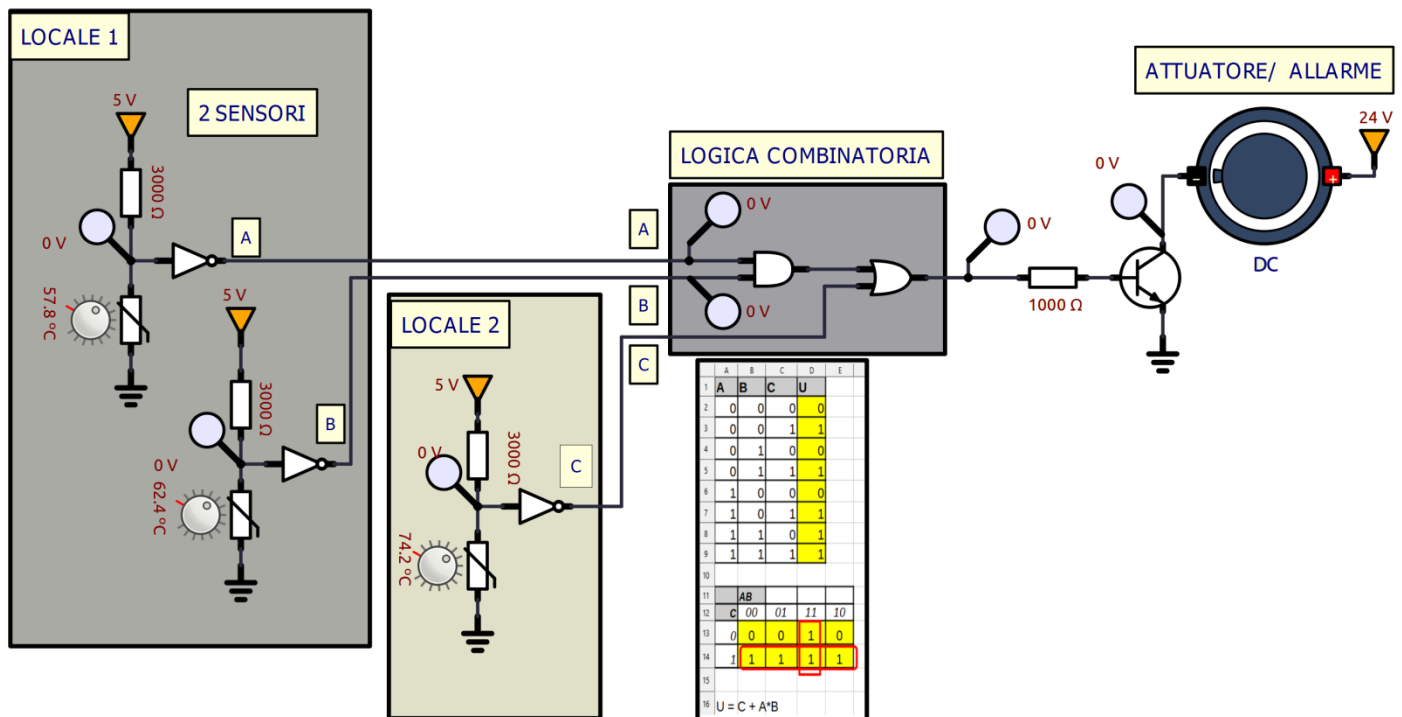 LOCALE 1
2 SENSORI
5 V
3000 Ω
0 V
57.8 ºC
A
5 V
3000 Ω
0 V
62.4 ºC
B
LOCALE 2
5 V
3000 Ω
0 V
74.2 ºC
C
LOGICA COMBINATORIA
A
0 V
B
0 V
C
0 V
1000 Ω
0 V
ATTUATORE/ ALLARME
24 V
- +
DC
A B C D E
1 A B C U
2 0 0 0 0
3 0 0 1 1
4 0 1 0 0
5 0 1 1 1
6 1 0 0 0
7 1 0 1 1
8 1 1 0 1
9 1 1 1 1
10
11 AB
12 C 00 01 11 10
13 0 0 0 1 0
14 1 1 1 1 1
15
16 U = C + A*B